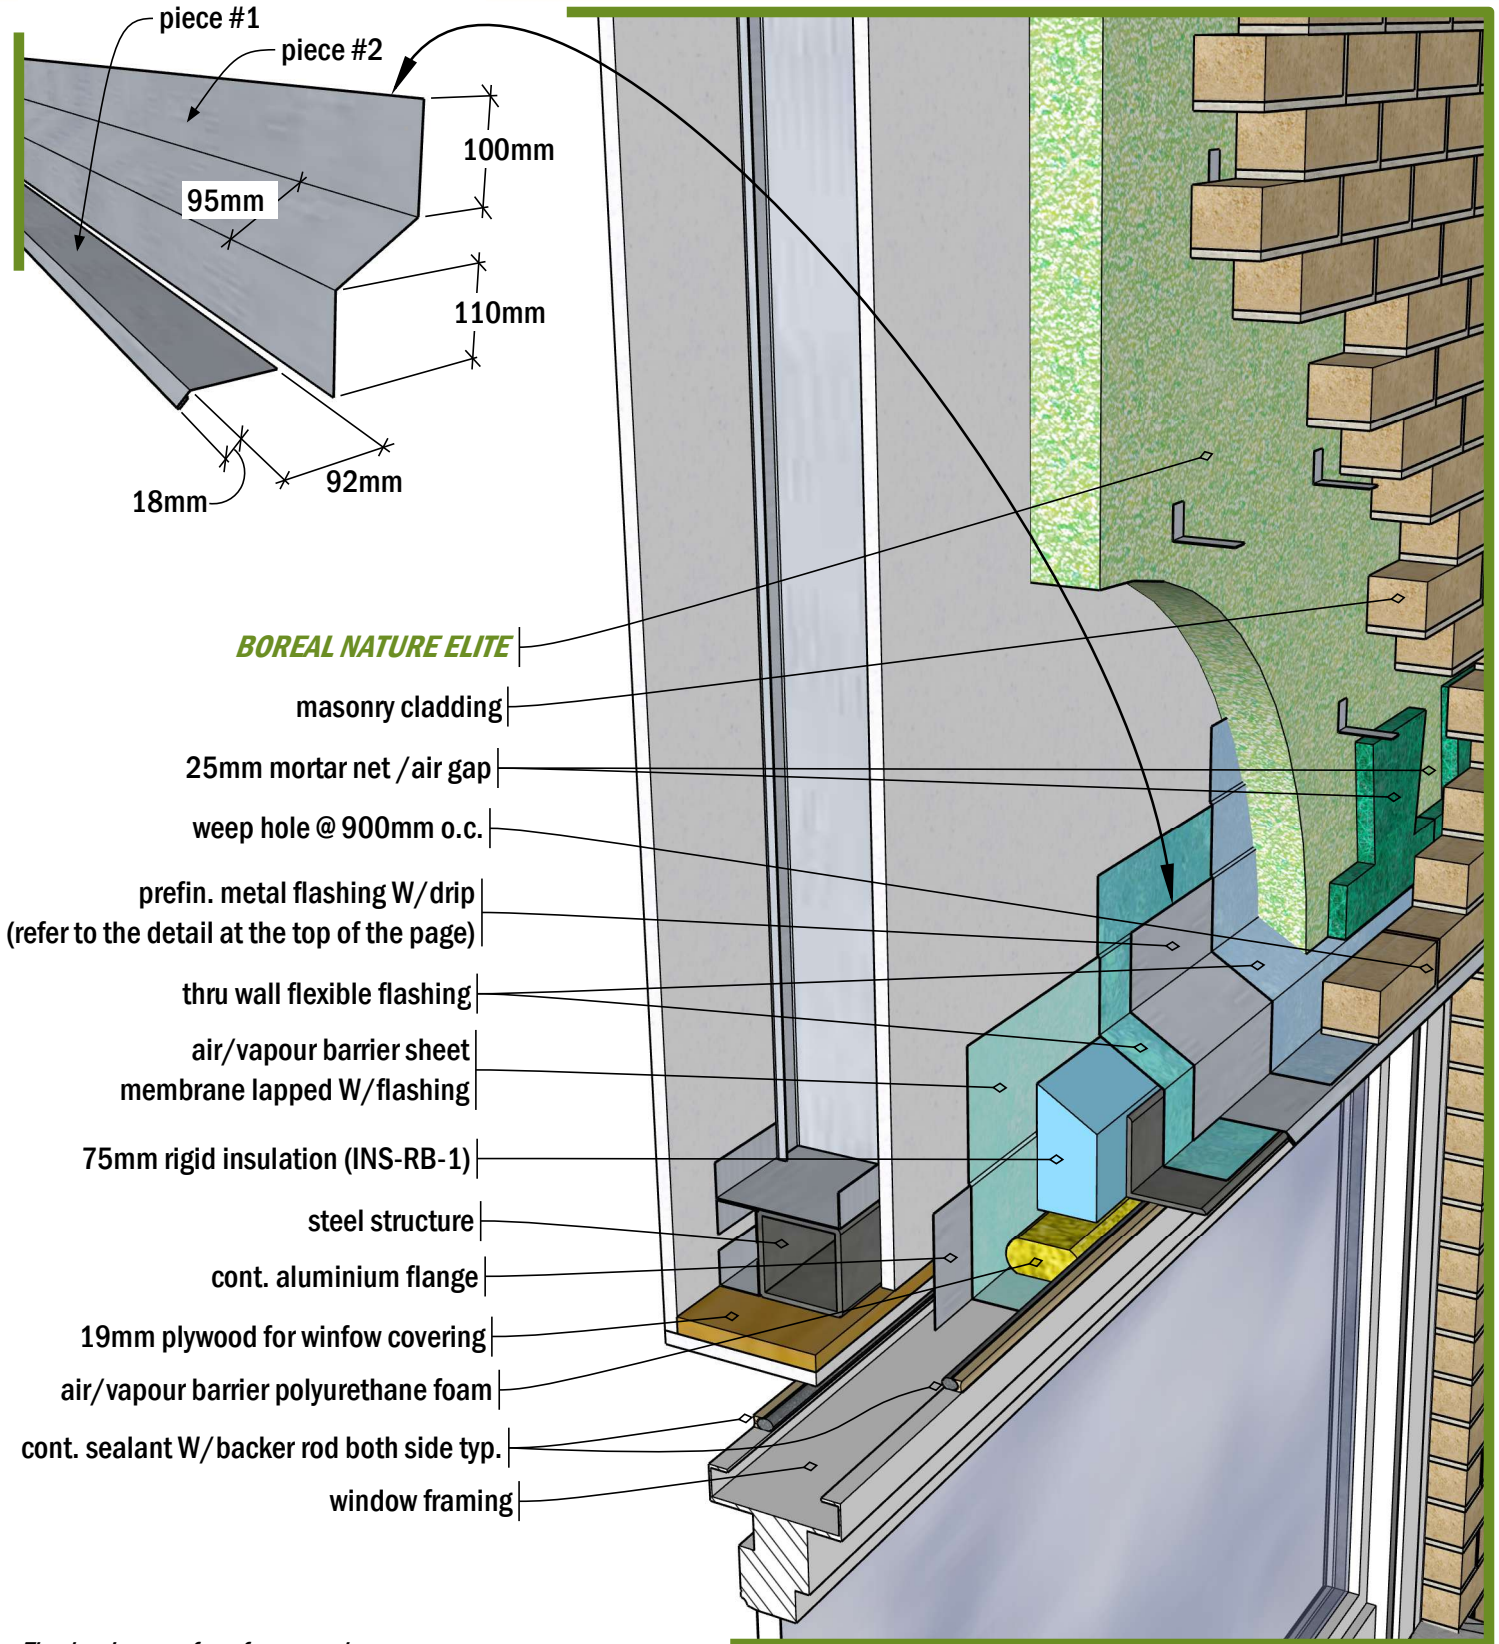 piece #1
piece #2
100mm
95mm
110mm
92mm
18mm
BOREAL NATURE ELITE
masonry cladding
25mm mortar net /air gap
weep hole @ 900mm o.c.
prefin. metal flashing W/drip
(refer to the detail at the top of the page)
thru wall flexible flashing
air/vapour barrier sheet
membrane lapped W/flashing
75mm rigid insulation (INS-RB-1)
steel structure
cont. aluminium flange
19mm plywood for winfow covering
air/vapour barrier polyurethane foam
cont. sealant W/backer rod both side typ.
window framing